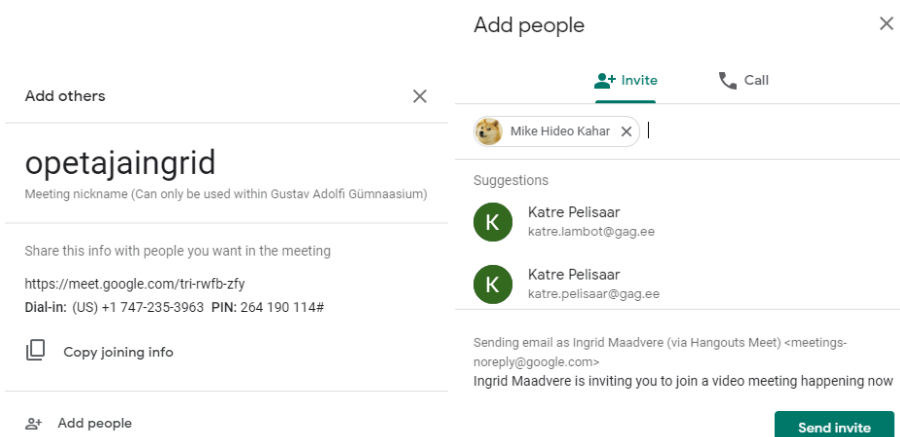 Add others
opetajaingrid
Meeting nickname (Can only be used within Gustav Adolfi Gümnaasium)
Share this info with people you want in the meeting
https://meet.google.com/tri-rwfb-zfy
Dial-in: (US) +1 747-235-3963 PIN: 264 190 114#
Copy joining info
Add people
Add people
Invite
Call
Mike Hideo Kahar
Suggestions
K
Katre Pelisaar
katre.lambot@gag.ee
K
Katre Pelisaar
katre.pelisaar@gag.ee
Sending email as Ingrid Maadvere (via Hangouts Meet) <meetings-
noreply@google.com>
Ingrid Maadvere is inviting you to join a video meeting happening now
Send invite